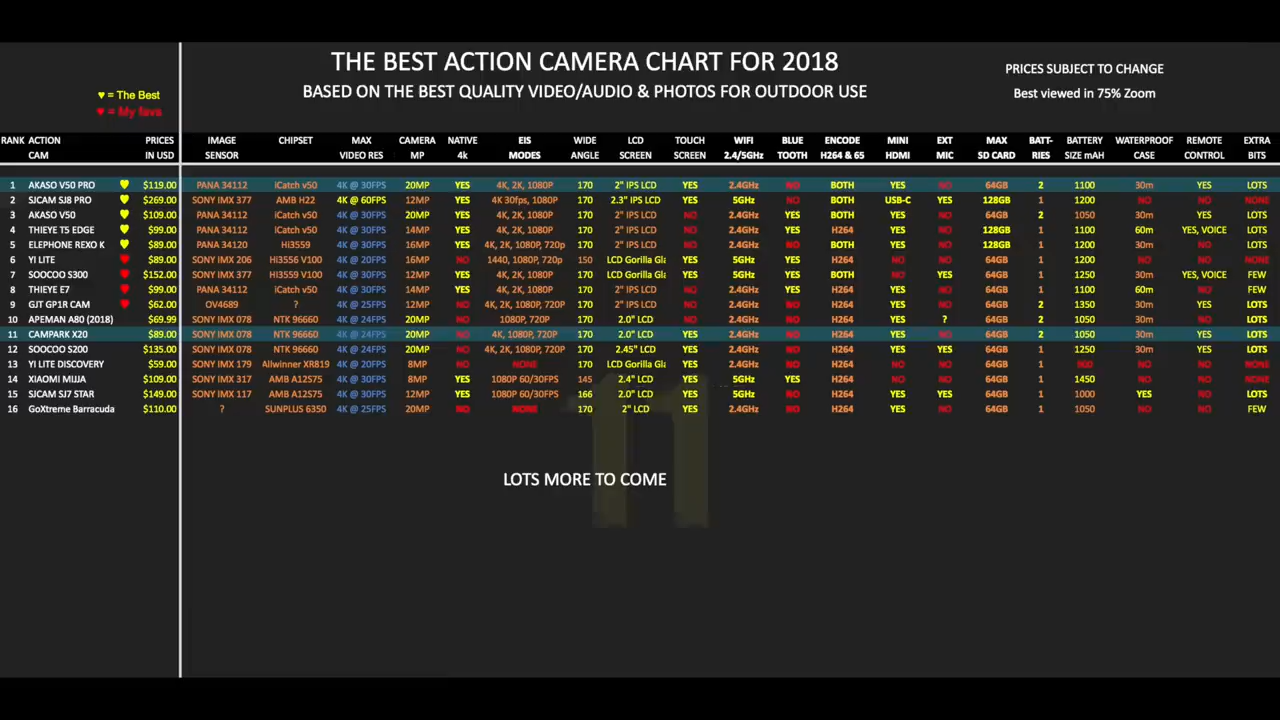 THE BEST ACTION CAMERA CHART FOR 2018
PRICES SUBJECT TO CHANGE
BASED ON THE BEST QUALITY VIDEO/AUDIO & PHOTOS FOR OUTDOOR USE
Best viewed in 75% Zoom
♥ = The Best
♥ = My favs
RANK ACTION PRICES IMAGE CHIPSET MAX CAMERA NATIVE EIS WIDE LCD TOUCH WIFI BLUE ENCODE MINI EXT MAX BATT- BATTERY WATERPROOF REMOTE EXTRA
CAM IN USD SENSOR VIDEO RES MP 4k MODES ANGLE SCREEN SCREEN 2.4/5GHz TOOTH H264 & 65 HDMI MIC SD CARD RIES SIZE mAH CASE CONTROL BITS
1 AKASO V50 PRO ♥ $119.00 PANA 34112 iCatch v50 4K @ 30FPS 20MP YES 4K, 2K, 1080P 170 2" IPS LCD YES 2.4GHz NO BOTH YES NO 64GB 2 1100 30m YES LOTS
2 SJCAM SJ8 PRO ♥ $269.00 SONY IMX 377 AMB H22 4K @ 60FPS 12MP YES 4K 30fps, 1080P 170 2.3" IPS LCD YES 5GHz NO BOTH USB-C YES 128GB 1 1200 NO NO NONE
3 AKASO V50 ♥ $109.00 PANA 34112 iCatch v50 4K @ 30FPS 20MP YES 4K, 2K, 1080P 170 2" IPS LCD NO 2.4GHz YES BOTH YES NO 64GB 2 1050 30m YES LOTS
4 THIEYE T5 EDGE ♥ $99.00 PANA 34112 iCatch v50 4K @ 30FPS 14MP YES 4K, 2K, 1080P 170 2" IPS LCD NO 2.4GHz YES H264 YES NO 128GB 1 1100 60m YES, VOICE LOTS
5 ELEPHONE REXO K ♥ $89.00 PANA 34120 Hi3559 4K @ 30FPS 16MP YES 4K, 2K, 1080P, 720p 170 2" IPS LCD NO 2.4GHz NO BOTH YES NO 128GB 1 1200 30m NO LOTS
6 YI LITE ♥ $89.00 SONY IMX 206 Hi3556 V100 4K @ 20FPS 16MP NO 1440, 1080P, 720p 150 LCD Gorilla Gla YES 5GHz YES H264 NO NO 64GB 1 1200 NO NO NONE
7 SOOCOO S300 ♥ $152.00 SONY IMX 377 Hi3559 V100 4K @ 30FPS 12MP YES 4K, 2K, 1080P 170 LCD Gorilla Gla YES 2.4GHz NO BOTH NO YES 64GB 1 1250 30m YES, VOICE FEW
8 THIEYE E7 ♥ $99.00 PANA 34112 iCatch v50 4K @ 30FPS 14MP YES 4K, 2K, 1080P 170 2" IPS LCD NO 2.4GHz YES H264 YES NO 64GB 1 1100 60m NO FEW
9 GJT GP1R CAM ♥ $62.00 OV4689 ? 4K @ 25FPS 12MP NO 4K, 2K, 1080P, 720P 170 2" IPS LCD NO 2.4GHz NO H264 YES NO 64GB 2 1350 30m YES LOTS
10 APEMAN A80 (2018) $69.99 SONY IMX 078 NTK 96660 4K @ 24FPS 20MP NO 1080P, 720P 170 2.0" LCD NO 2.4GHz NO H264 YES ? 64GB 2 1050 30m NO LOTS
11 CAMPARK X20 $89.00 SONY IMX 078 NTK 96660 4K @ 24FPS 20MP NO 4K, 1080P, 720P 170 2.0" LCD YES 2.4GHz NO H264 YES NO 64GB 2 1050 30m YES LOTS
12 SOOCOO S200 $135.00 SONY IMX 078 NTK 96660 4K @ 24FPS 20MP NO 4K, 2K, 1080P, 720P 170 2.45" LCD YES 2.4GHz NO H264 YES YES 64GB 1 1250 30m YES LOTS
13 YI LITE DISCOVERY $59.00 SONY IMX 179 Allwinner XR819 4K @ 20FPS 8MP NO NONE 170 LCD Gorilla Gla YES 2.4GHz NO H264 NO NO 64GB 1 NO NO NONE
14 XIAOMI MIJJA $109.00 SONY IMX 317 AMB A12S75 4K @ 30FPS 8MP YES 1080P 60/30FPS 145 2.4" LCD YES 5GHz YES H264 NO NO 64GB 1 1450 NO NO NONE
15 SJCAM SJ7 STAR $149.00 SONY IMX 117 AMB A12S75 4K @ 30FPS 12MP YES 1080P 60/30FPS 166 2.0" LCD YES 5GHz NO H264 YES YES 64GB 1 1000 YES NO LOTS
16 GoXtreme Barracuda $110.00 ? SUNPLUS 6350 4K @ 25FPS 20MP NO NONE 170 2" LCD YES 2.4GHz NO H264 YES NO 64GB 1 1050 NO NO FEW
11
LOTS MORE TO COME